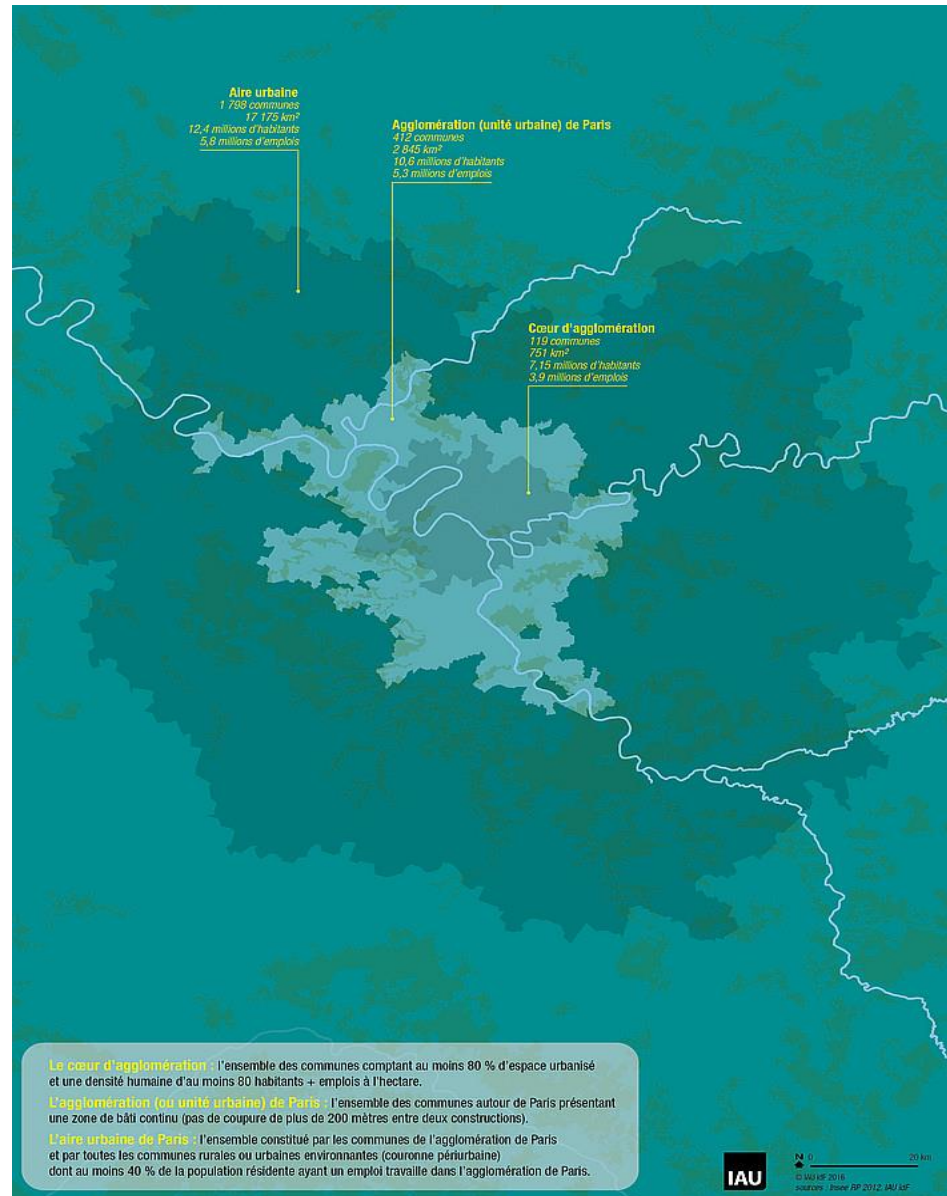 Aire urbaine
1 798 communes
17 175 km²
12,4 millions d'habitants
5,8 millions d'emplois
Agglomération (unité urbaine) de Paris
412 communes
2 845 km²
10,6 millions d'habitants
5,3 millions d'emplois
Cœur d'agglomération
119 communes
751 km²
7,15 millions d'habitants
3,9 millions d'emplois
Le cœur d'agglomération : l'ensemble des communes comptant au moins 80 % d'espace urbanisé
et une densité humaine d'au moins 80 habitants + emplois à l'hectare.
L'agglomération (ou unité urbaine) de Paris : l'ensemble des communes autour de Paris présentant
une zone de bâti continu (pas de coupure de plus de 200 mètres entre deux constructions).
L'aire urbaine de Paris : l'ensemble constitué par les communes de l'agglomération de Paris
et par toutes les communes rurales ou urbaines environnantes (couronne périurbaine)
dont au moins 40 % de la population résidente ayant un emploi travaille dans l'agglomération de Paris.
IAU
N 0 20 km
© IAU IdF 2016
sources : Insee RP 2012, IAU IdF